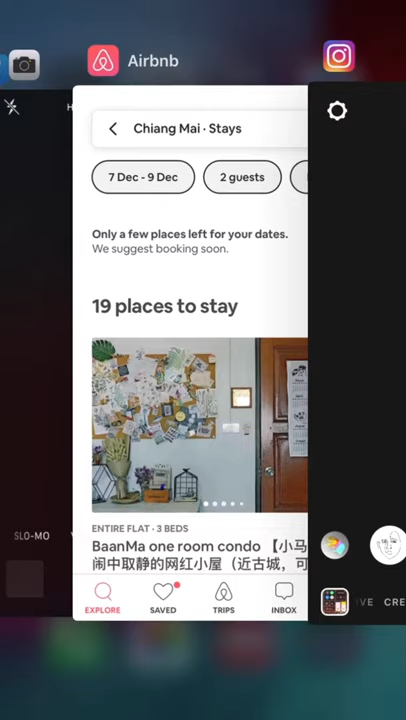 Airbnb
Chiang Mai · Stays
7 Dec - 9 Dec
2 guests
Only a few places left for your dates.
We suggest booking soon.
19 places to stay
ENTIRE FLAT · 3 BEDS
BaanMa one room condo 【小马
闹中取静的网红小屋（近古城，可
EXPLORE
SAVED
TRIPS
INBOX
SLO-MO
CRE